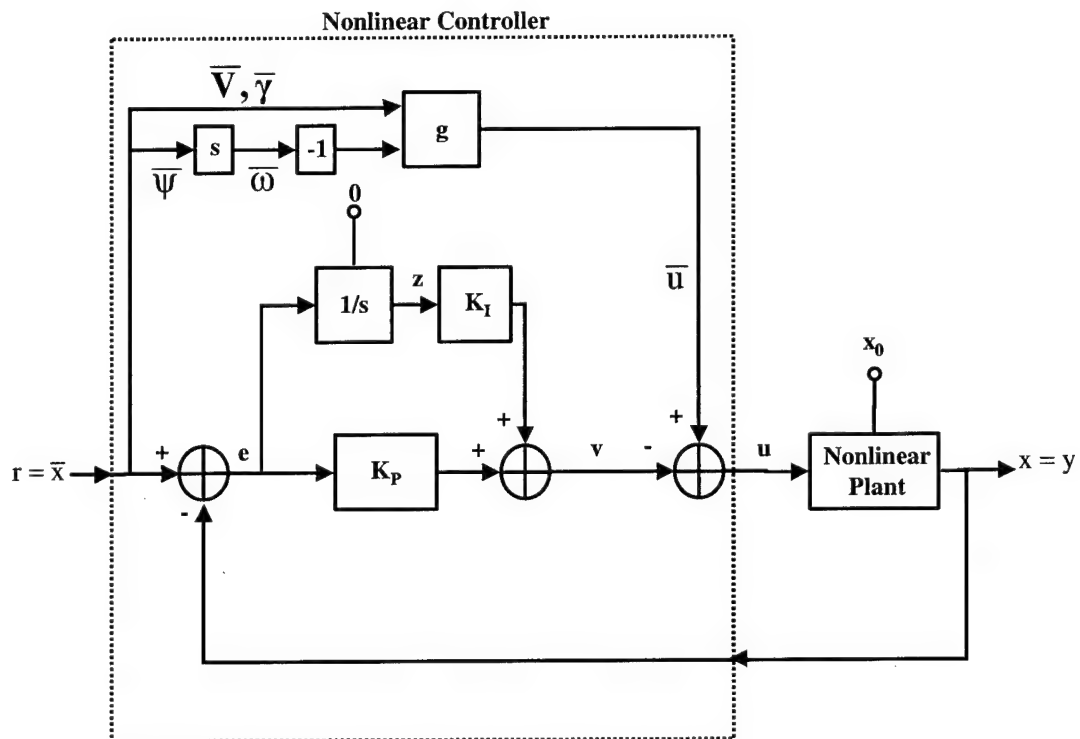 Nonlinear Controller
V̅, γ̅
g
s
-1
ψ̅
ω̅
0
u̅
1/s
z
K_I
x₀
+
+
r = x̅
+
e
K_P
+
v
-
u
Nonlinear
Plant
x = y
-